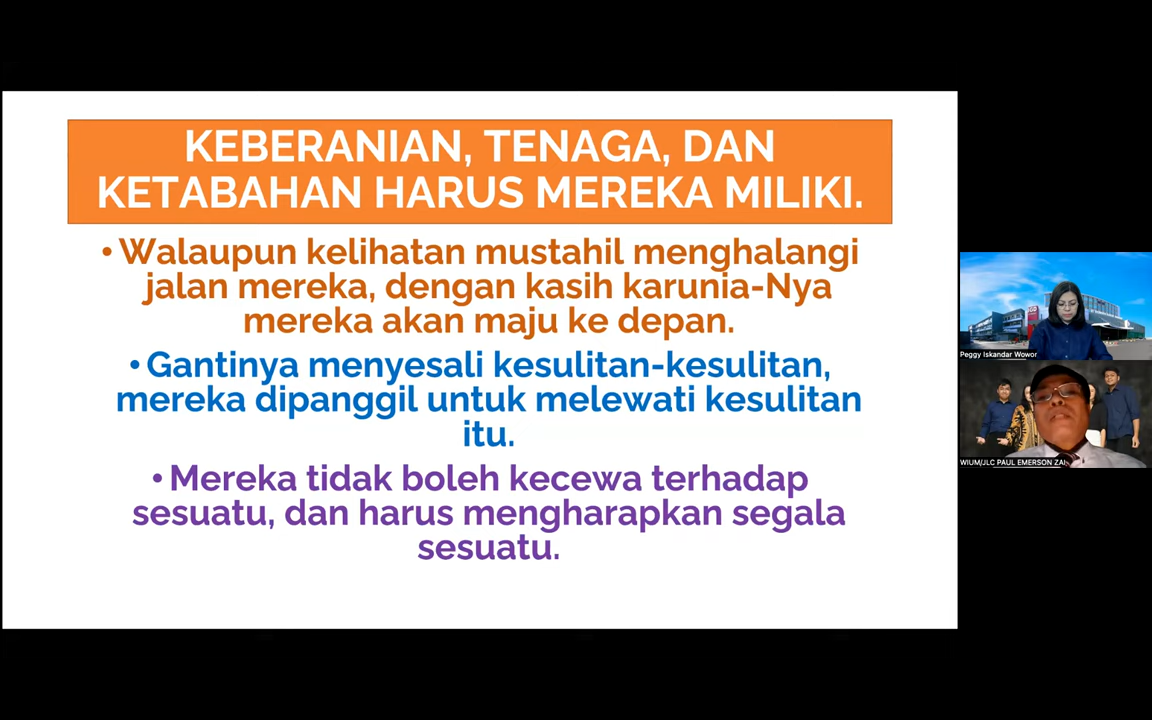 KEBERANIAN, TENAGA, DAN
KETABAHAN HARUS MEREKA MILIKI.
• Walaupun kelihatan mustahil menghalangi
jalan mereka, dengan kasih karunia-Nya
mereka akan maju ke depan.
• Gantinya menyesali kesulitan-kesulitan,
mereka dipanggil untuk melewati kesulitan
itu.
• Mereka tidak boleh kecewa terhadap
sesuatu, dan harus mengharapkan segala
sesuatu.
Peggy Iskandar Wowor
WIUM/JLC PAUL EMERSON ZAI